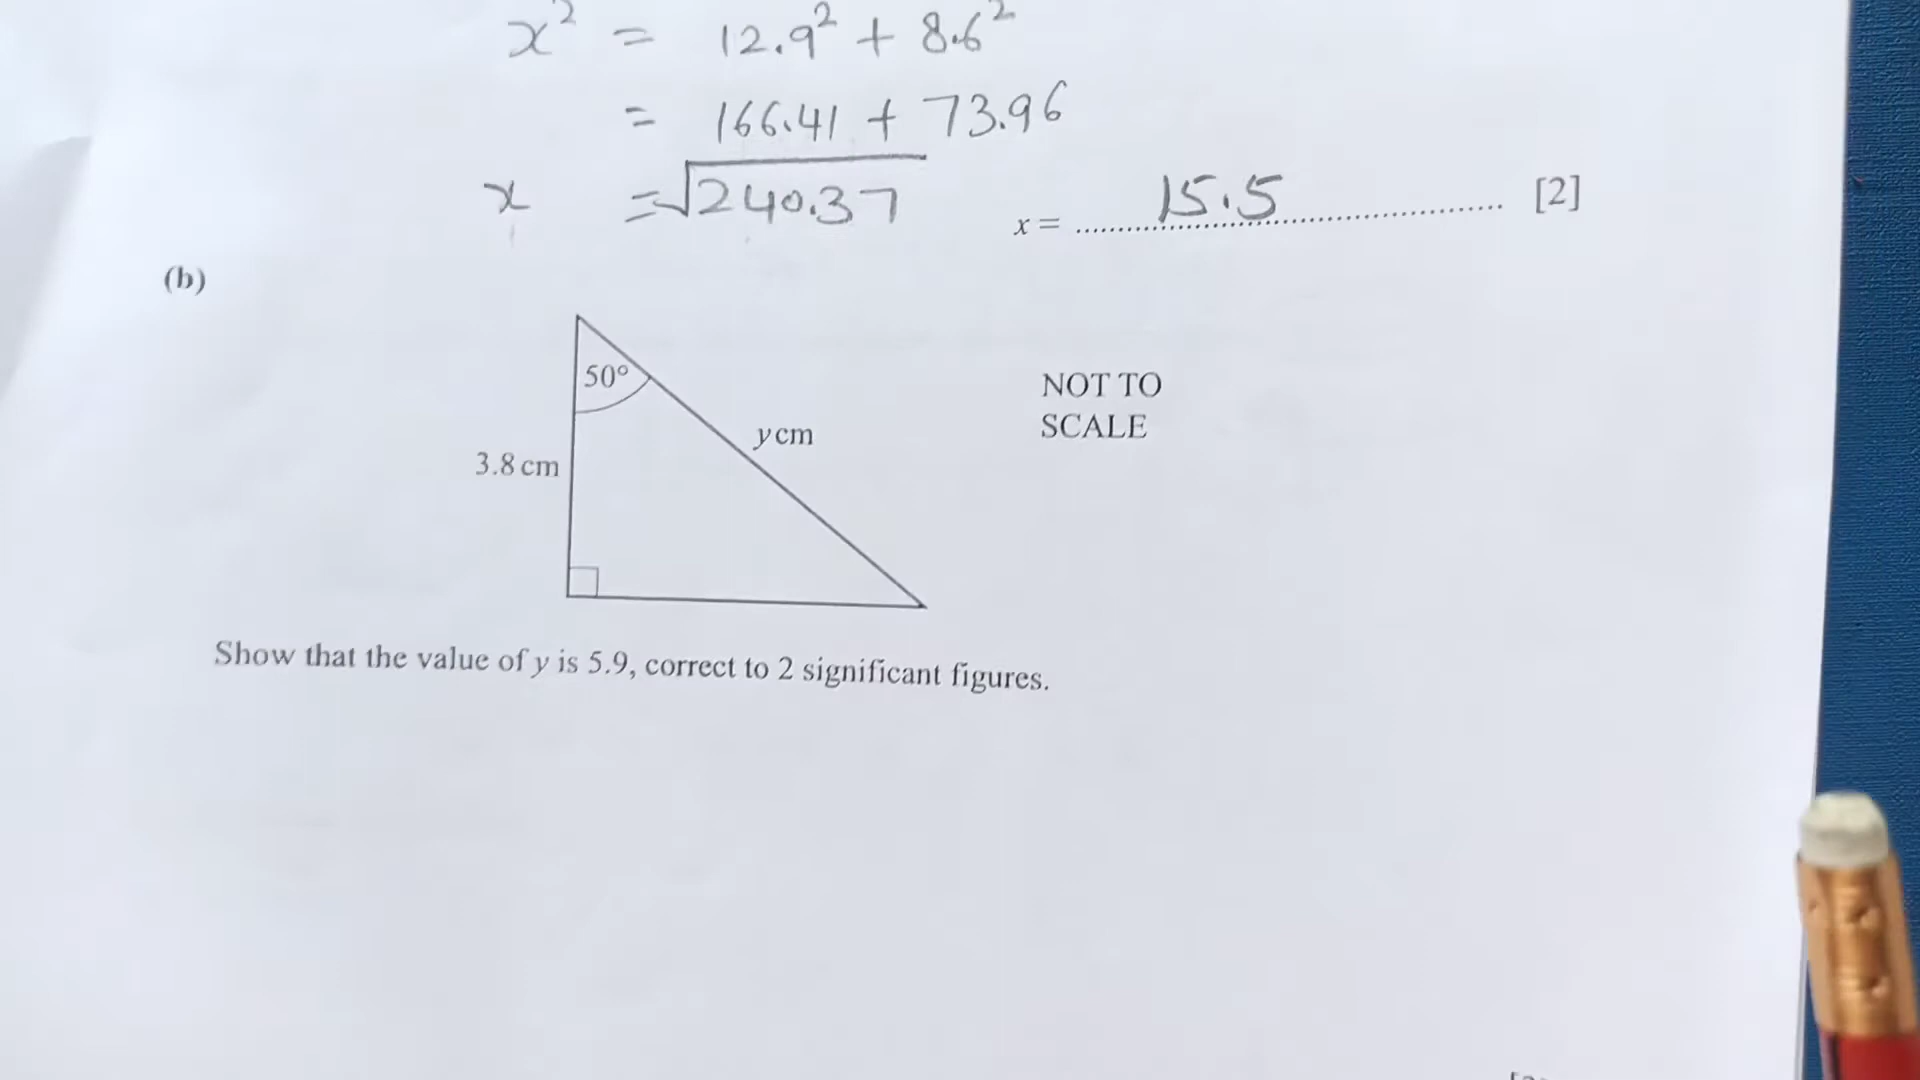 x² = 12.9² + 8.6²
= 166.41 + 73.96
x = √240.37
x = 15.5 [2]
(b)
50°
NOT TO
SCALE
y cm
3.8 cm
Show that the value of y is 5.9, correct to 2 significant figures.